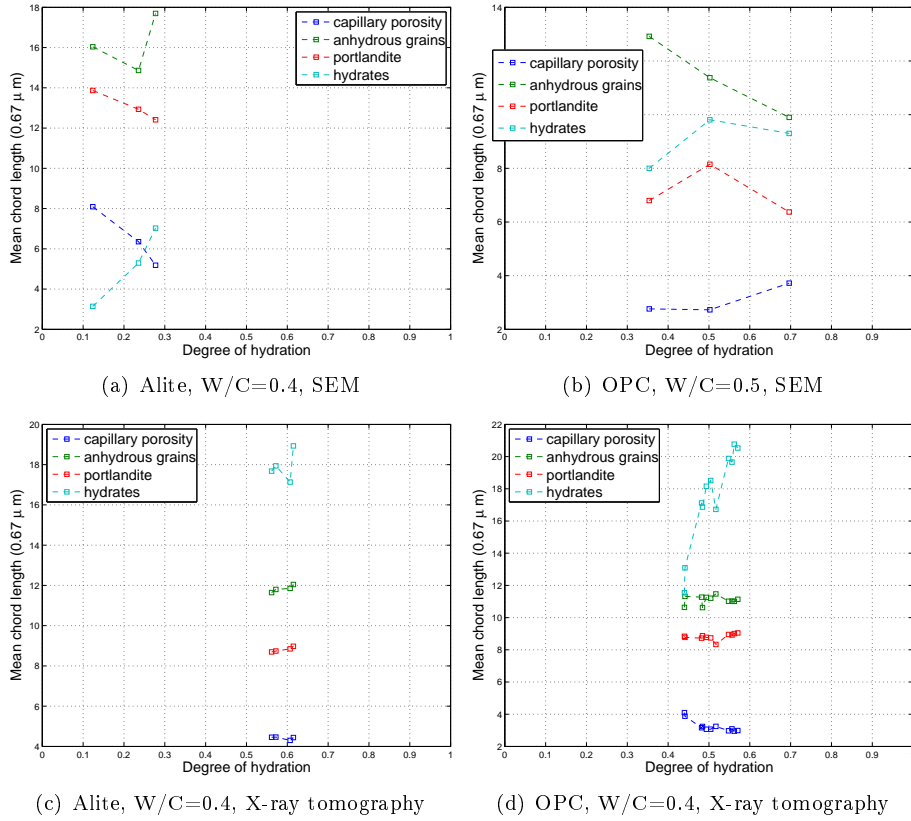 18
16
14
12
10
8
6
4
2
0 0.1 0.2 0.3 0.4 0.5 0.6 0.7 0.8 0.9 1
Mean chord length (0.67 μ m)
Degree of hydration
capillary porosity
anhydrous grains
portlandite
hydrates
(a) Alite, W/C=0.4, SEM
14
12
10
8
6
4
2
0 0.1 0.2 0.3 0.4 0.5 0.6 0.7 0.8 0.9
Mean chord length (0.67 μ m)
Degree of hydration
capillary porosity
anhydrous grains
portlandite
hydrates
(b) OPC, W/C=0.5, SEM
20
18
16
14
12
10
8
6
4
0 0.1 0.2 0.3 0.4 0.5 0.6 0.7 0.8 0.9 1
Mean chord length (0.67 μ m)
Degree of hydration
capillary porosity
anhydrous grains
portlandite
hydrates
(c) Alite, W/C=0.4, X-ray tomography
22
20
18
16
14
12
10
8
6
4
2
0 0.1 0.2 0.3 0.4 0.5 0.6 0.7 0.8 0.9
Mean chord length (0.67 μ m)
Degree of hydration
capillary porosity
anhydrous grains
portlandite
hydrates
(d) OPC, W/C=0.4, X-ray tomography